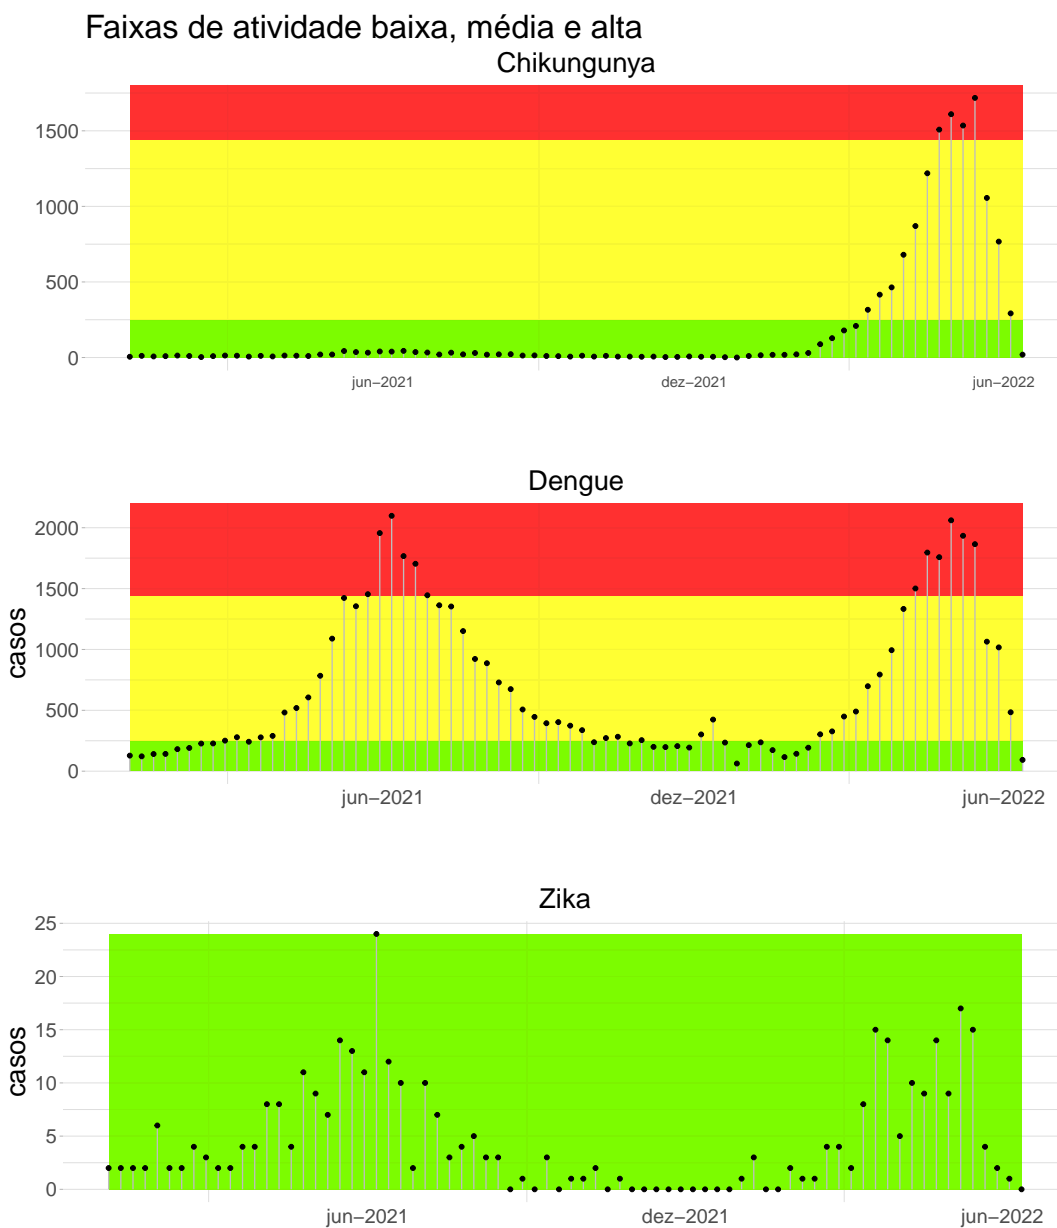 Faixas de atividade baixa, média e alta
Chikungunya
1500
1000
500
0
jun−2021
dez−2021
jun−2022
Dengue
casos
2000
1500
1000
500
0
jun−2021
dez−2021
jun−2022
Zika
casos
25
20
15
10
5
0
jun−2021
dez−2021
jun−2022